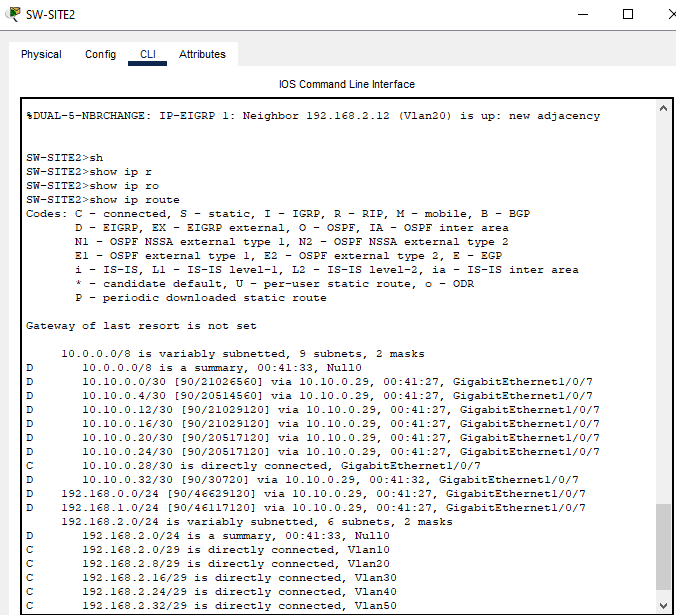 SW-SITE2
Physical Config CLI Attributes
IOS Command Line Interface
%DUAL-5-NBRCHANGE: IP-EIGRP 1: Neighbor 192.168.2.12 (Vlan20) is up: new adjacency
SW-SITE2>sh
SW-SITE2>show ip r
SW-SITE2>show ip ro
SW-SITE2>show ip route
Codes: C - connected, S - static, I - IGRP, R - RIP, M - mobile, B - BGP
D - EIGRP, EX - EIGRP external, O - OSPF, IA - OSPF inter area
N1 - OSPF NSSA external type 1, N2 - OSPF NSSA external type 2
E1 - OSPF external type 1, E2 - OSPF external type 2, E - EGP
i - IS-IS, L1 - IS-IS level-1, L2 - IS-IS level-2, ia - IS-IS inter area
* - candidate default, U - per-user static route, o - ODR
P - periodic downloaded static route
Gateway of last resort is not set
10.0.0.0/8 is variably subnetted, 9 subnets, 2 masks
D 10.0.0.0/8 is a summary, 00:41:33, Null0
D 10.10.0.0/30 [90/21026560] via 10.10.0.29, 00:41:27, GigabitEthernet1/0/7
D 10.10.0.4/30 [90/20514560] via 10.10.0.29, 00:41:27, GigabitEthernet1/0/7
D 10.10.0.12/30 [90/21029120] via 10.10.0.29, 00:41:27, GigabitEthernet1/0/7
D 10.10.0.16/30 [90/21029120] via 10.10.0.29, 00:41:27, GigabitEthernet1/0/7
D 10.10.0.20/30 [90/20517120] via 10.10.0.29, 00:41:27, GigabitEthernet1/0/7
D 10.10.0.24/30 [90/20517120] via 10.10.0.29, 00:41:27, GigabitEthernet1/0/7
C 10.10.0.28/30 is directly connected, GigabitEthernet1/0/7
D 10.10.0.32/30 [90/30720] via 10.10.0.29, 00:41:32, GigabitEthernet1/0/7
D 192.168.0.0/24 [90/46629120] via 10.10.0.29, 00:41:27, GigabitEthernet1/0/7
D 192.168.1.0/24 [90/46117120] via 10.10.0.29, 00:41:27, GigabitEthernet1/0/7
192.168.2.0/24 is variably subnetted, 6 subnets, 2 masks
D 192.168.2.0/24 is a summary, 00:41:33, Null0
C 192.168.2.0/29 is directly connected, Vlan10
C 192.168.2.8/29 is directly connected, Vlan20
C 192.168.2.16/29 is directly connected, Vlan30
C 192.168.2.24/29 is directly connected, Vlan40
C 192.168.2.32/29 is directly connected, Vlan50